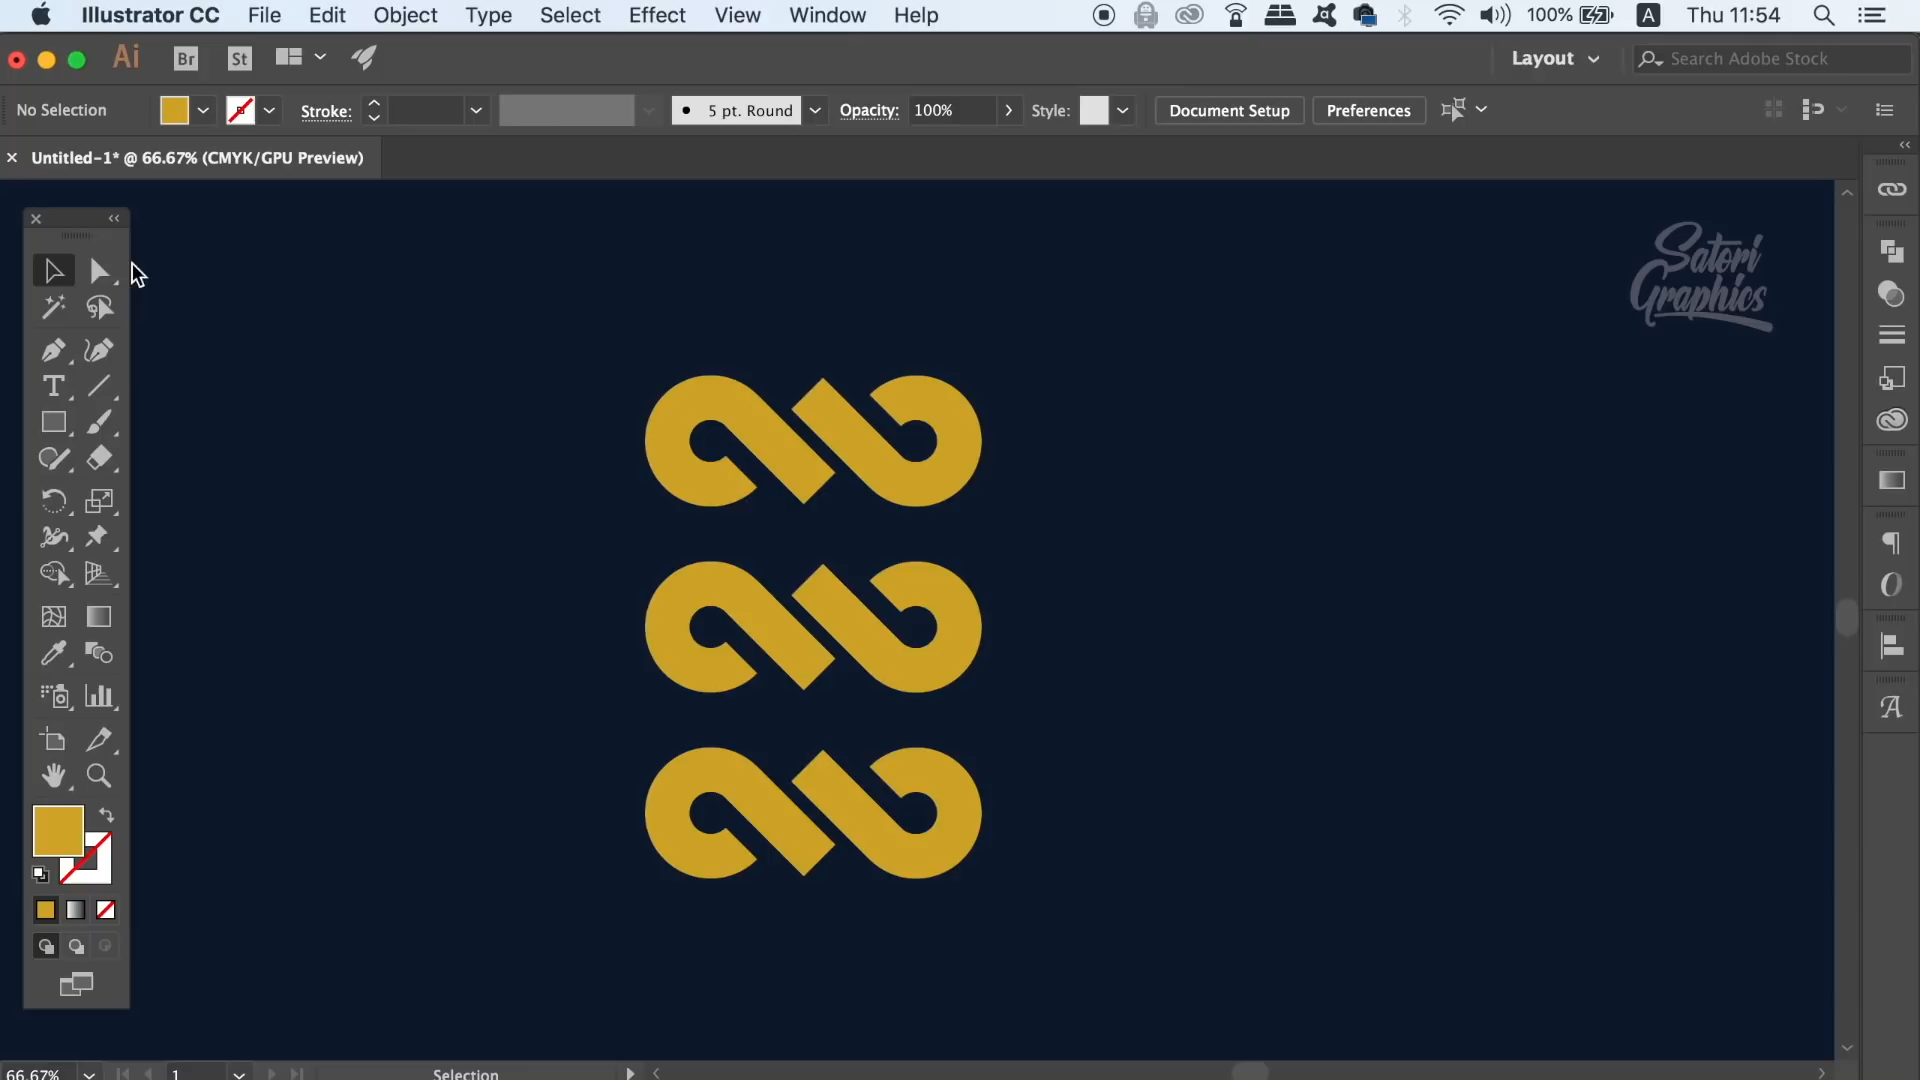 Illustrator CC File Edit Object Type Select Effect View Window Help 100% A Thu 11:54
Ai Br St Layout Search Adobe Stock
No Selection Stroke: 5 pt. Round Opacity: 100% Style: Document Setup Preferences
Untitled-1* @ 66.67% (CMYK/GPU Preview)
Satori
Graphics
66.67% 1 Selection